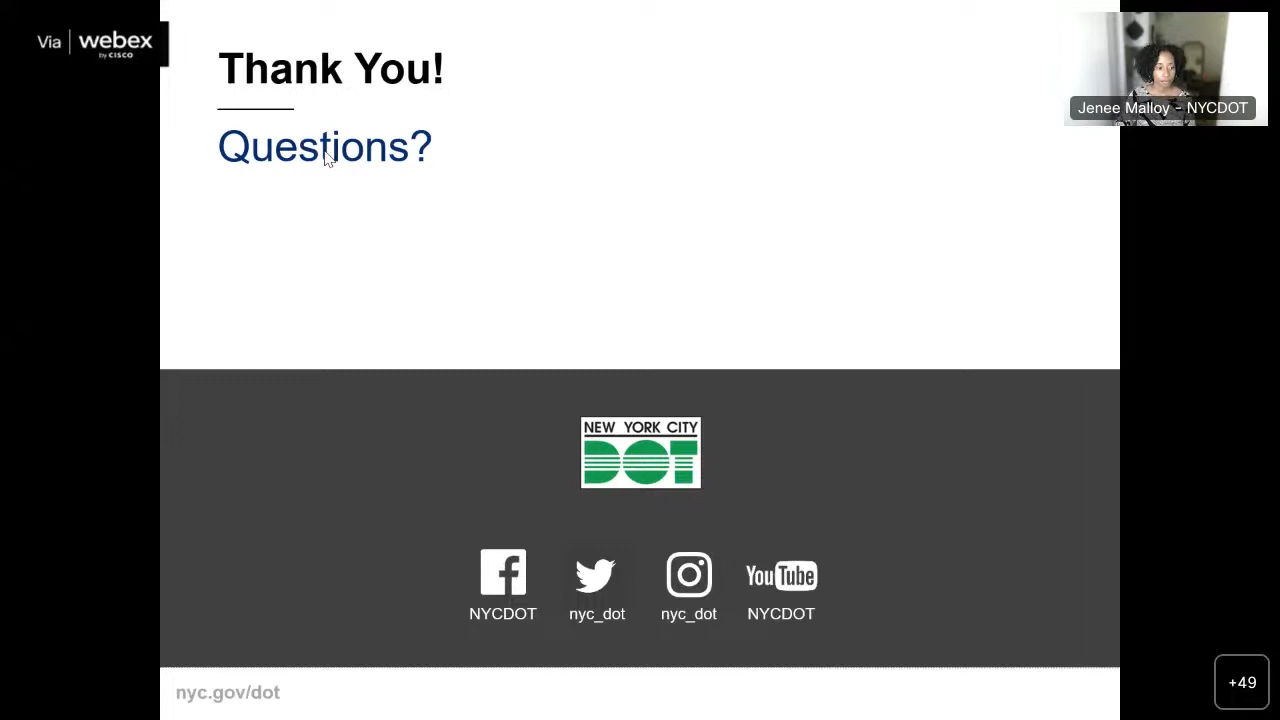 Via webex
by CISCO
Thank You!
Questions?
Jenee Malloy - NYCDOT
NEW YORK CITY
DOT
YouTube
NYCDOT nyc_dot nyc_dot NYCDOT
nyc.gov/dot
+49